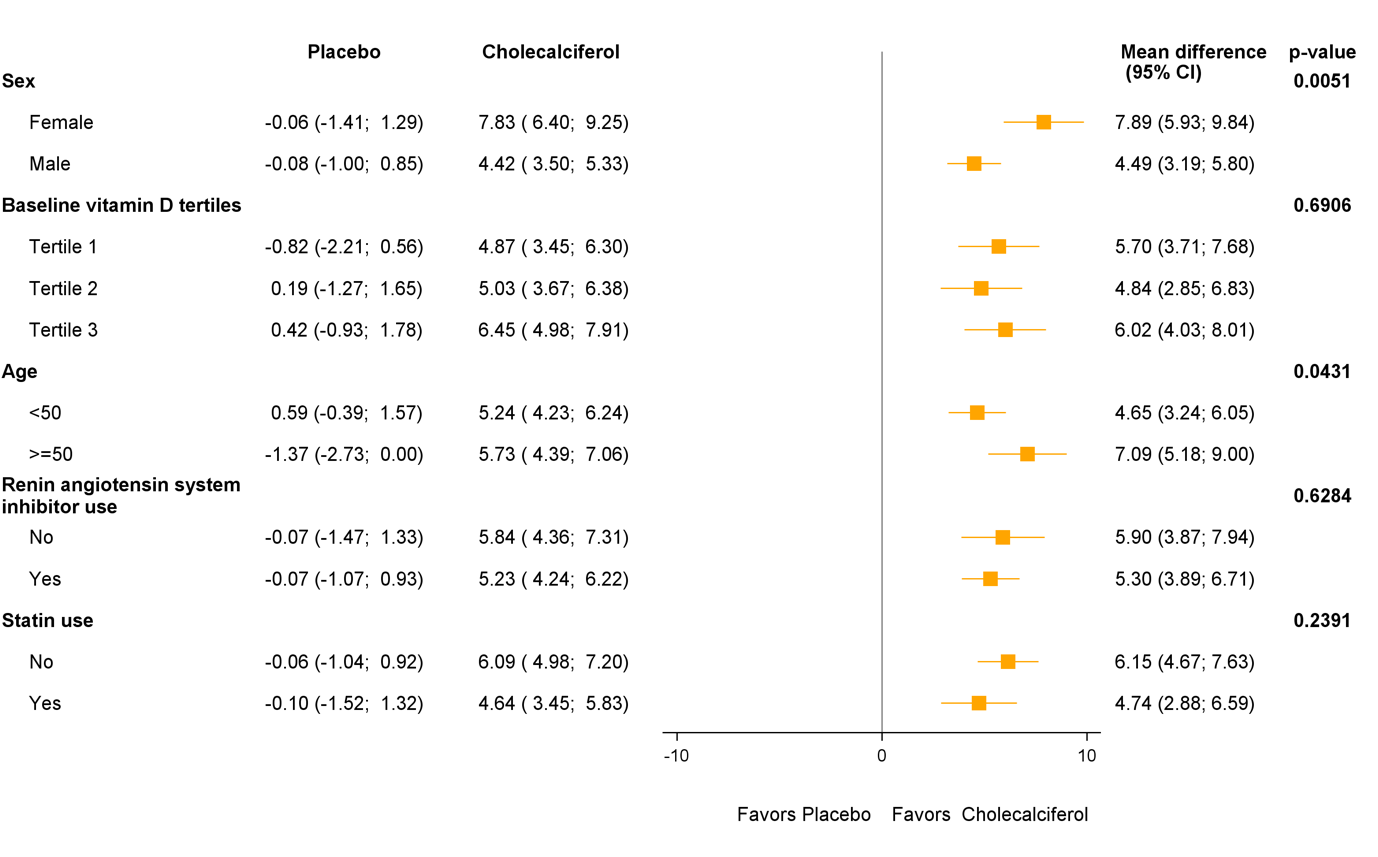 Placebo Cholecalciferol Mean difference p-value
(95% CI)
Sex 0.0051
Female -0.06 (-1.41; 1.29) 7.83 ( 6.40; 9.25) 7.89 (5.93; 9.84)
Male -0.08 (-1.00; 0.85) 4.42 ( 3.50; 5.33) 4.49 (3.19; 5.80)
Baseline vitamin D tertiles 0.6906
Tertile 1 -0.82 (-2.21; 0.56) 4.87 ( 3.45; 6.30) 5.70 (3.71; 7.68)
Tertile 2 0.19 (-1.27; 1.65) 5.03 ( 3.67; 6.38) 4.84 (2.85; 6.83)
Tertile 3 0.42 (-0.93; 1.78) 6.45 ( 4.98; 7.91) 6.02 (4.03; 8.01)
Age 0.0431
<50 0.59 (-0.39; 1.57) 5.24 ( 4.23; 6.24) 4.65 (3.24; 6.05)
>=50 -1.37 (-2.73; 0.00) 5.73 ( 4.39; 7.06) 7.09 (5.18; 9.00)
Renin angiotensin system
inhibitor use 0.6284
No -0.07 (-1.47; 1.33) 5.84 ( 4.36; 7.31) 5.90 (3.87; 7.94)
Yes -0.07 (-1.07; 0.93) 5.23 ( 4.24; 6.22) 5.30 (3.89; 6.71)
Statin use 0.2391
No -0.06 (-1.04; 0.92) 6.09 ( 4.98; 7.20) 6.15 (4.67; 7.63)
Yes -0.10 (-1.52; 1.32) 4.64 ( 3.45; 5.83) 4.74 (2.88; 6.59)
-10 0 10
Favors Placebo Favors Cholecalciferol